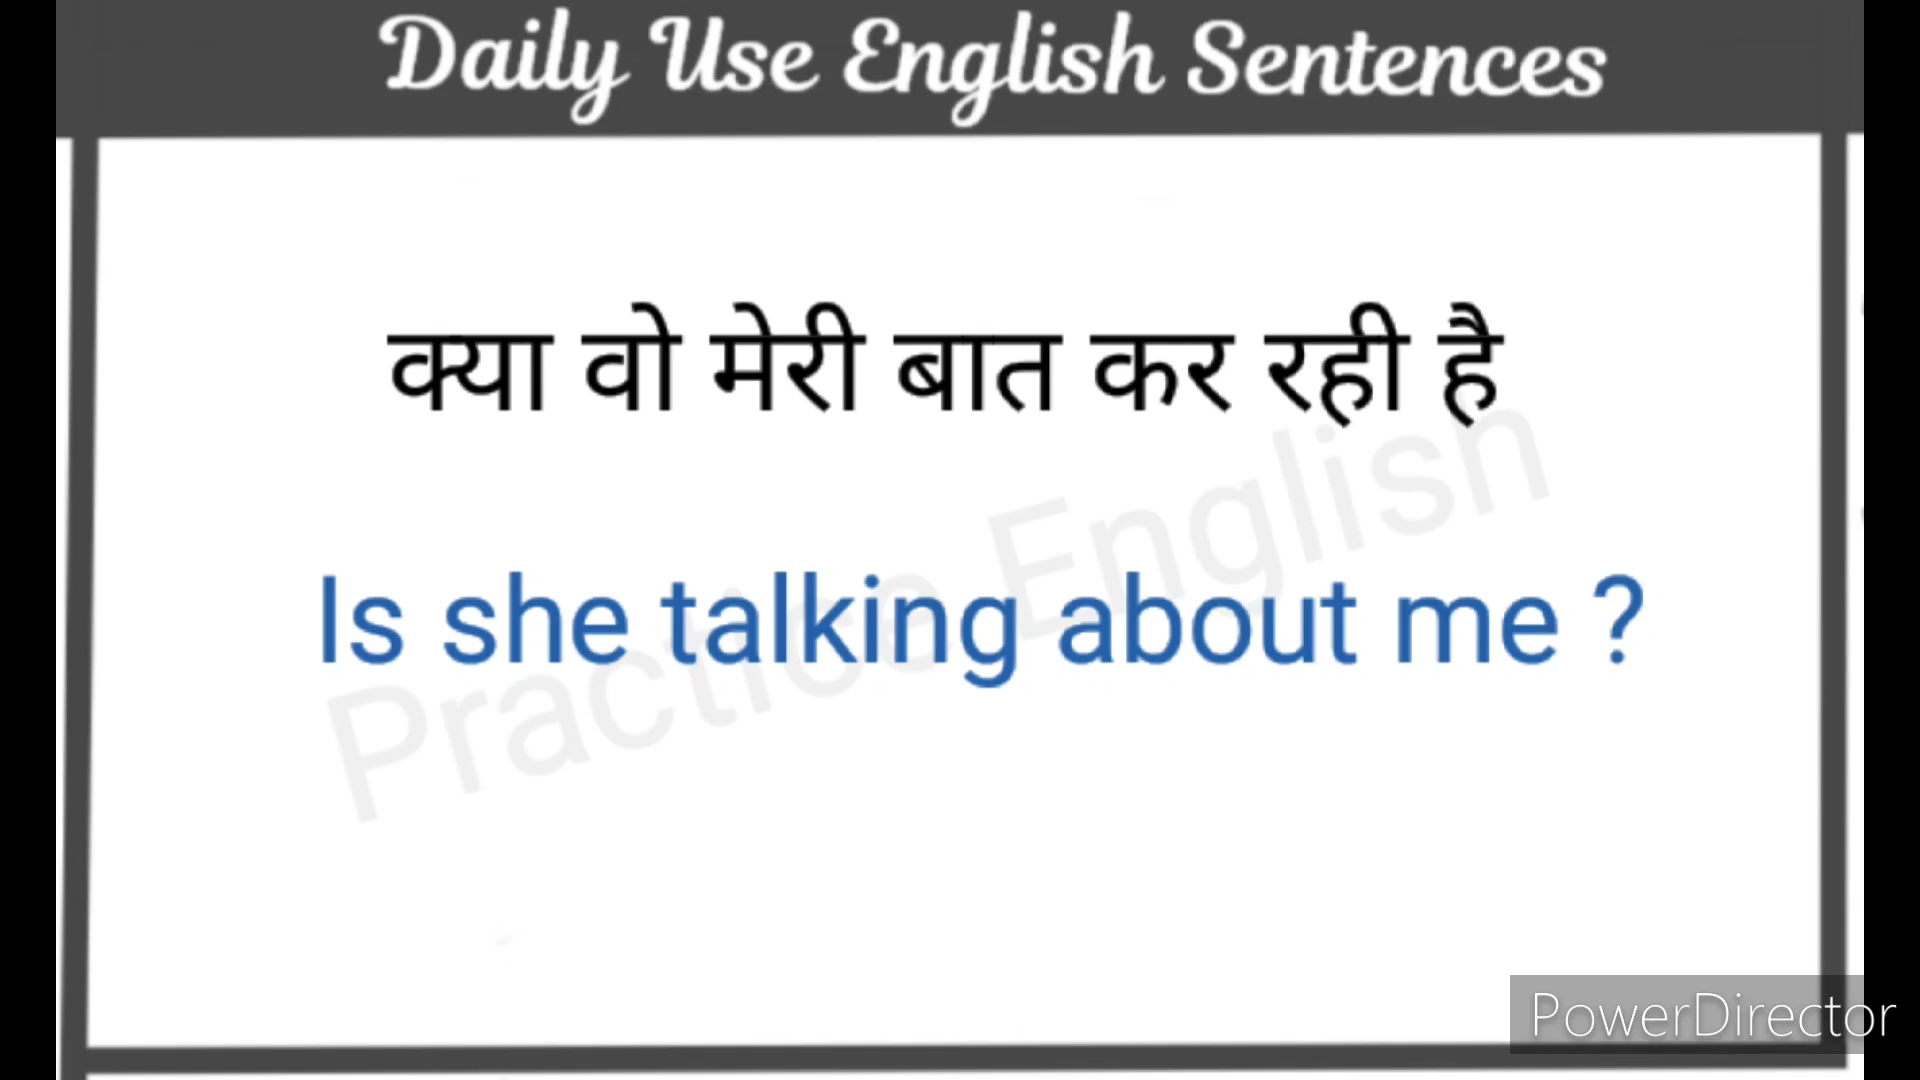 Daily Use English Sentences
क्या वो मेरी बात कर रही है
Is she talking about me ?
Practice English
PowerDirector